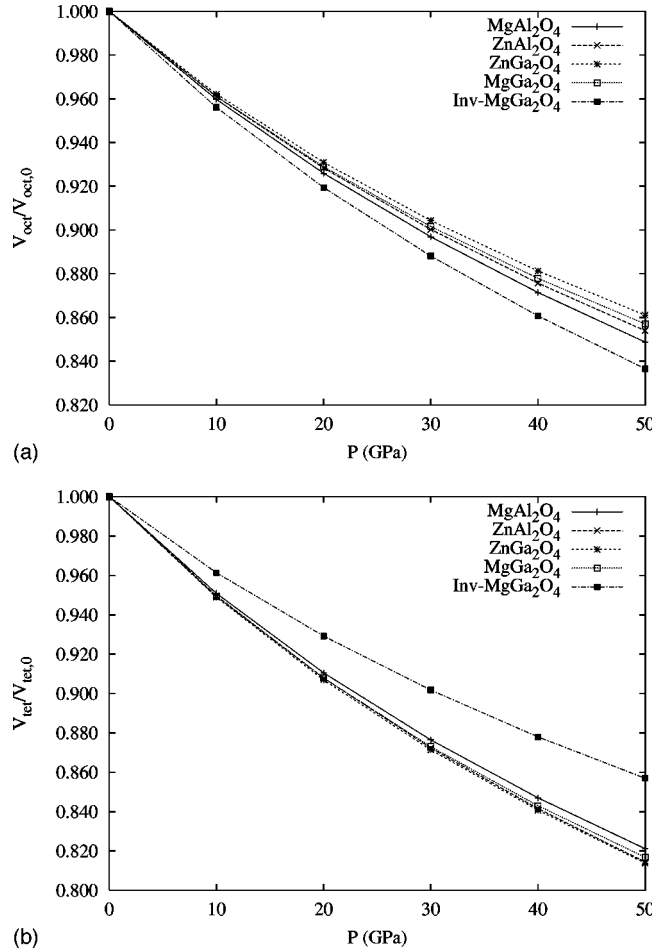 1.000
0.980
0.960
0.940
0.920
0.900
0.880
0.860
0.840
0.820
V_oct/V_oct,0
MgAl₂O₄
ZnAl₂O₄
ZnGa₂O₄
MgGa₂O₄
Inv-MgGa₂O₄
0 10 20 30 40 50
(a) P (GPa)
1.000
0.980
0.960
0.940
0.920
0.900
0.880
0.860
0.840
0.820
0.800
V_tet/V_tet,0
MgAl₂O₄
ZnAl₂O₄
ZnGa₂O₄
MgGa₂O₄
Inv-MgGa₂O₄
0 10 20 30 40 50
(b) P (GPa)